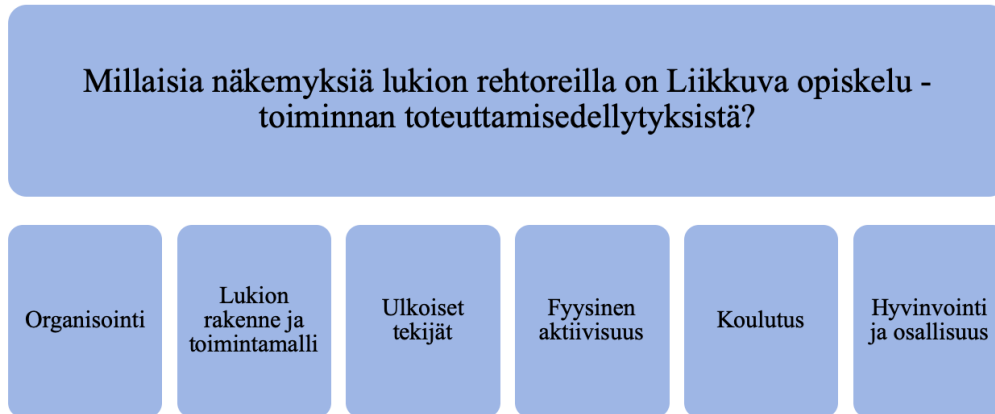 Millaisia näkemyksiä lukion rehtoreilla on Liikkuva opiskelu -
toiminnan toteuttamisedellytyksistä?
Organisointi
Lukion
rakenne ja
toimintamalli
Ulkoiset
tekijät
Fyysinen
aktiivisuus
Koulutus
Hyvinvointi
ja osallisuus